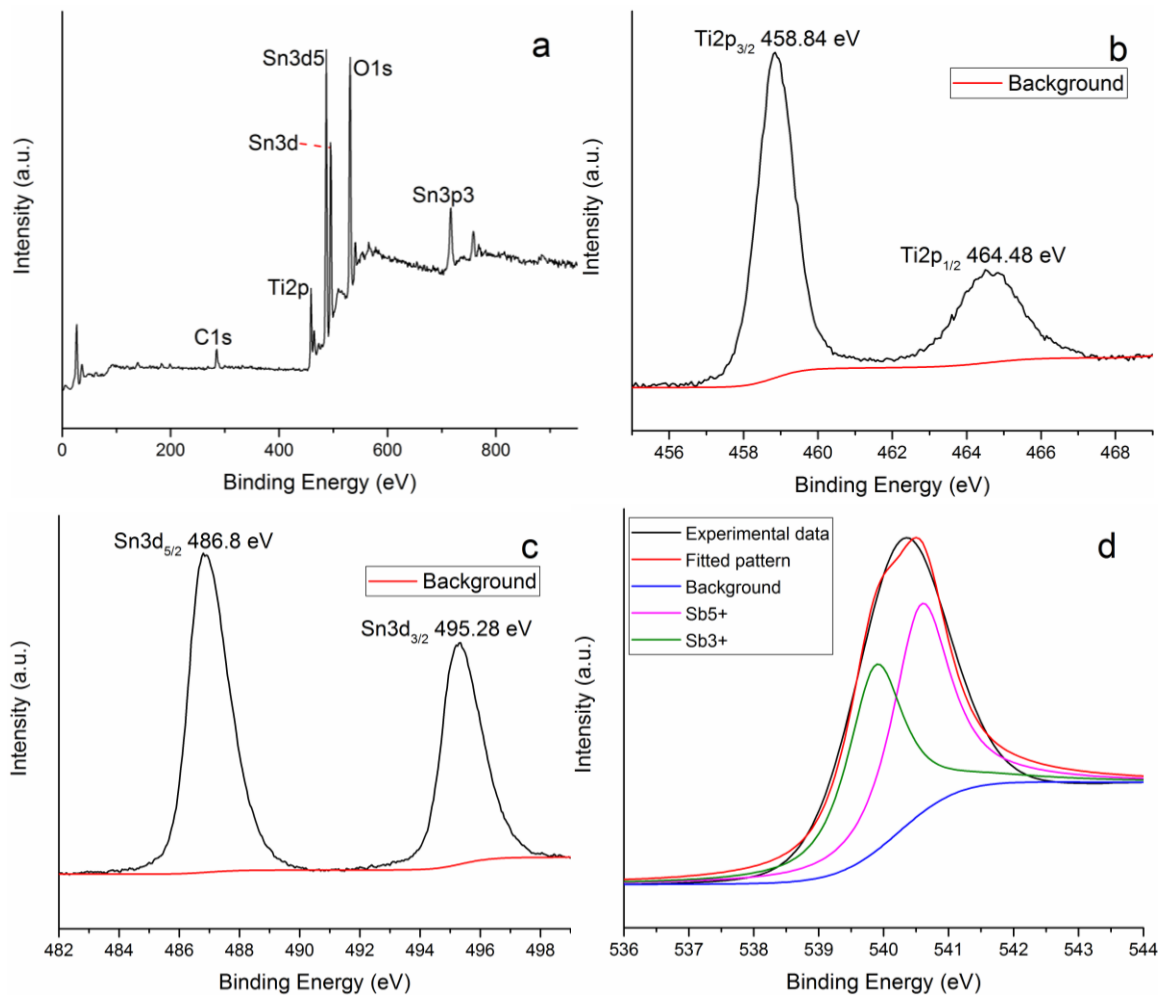 a
Sn3d5
O1s
Sn3d
Sn3p3
Ti2p
C1s
Intensity (a.u.)
0 200 400 600 800
Binding Energy (eV)
b
Ti2p3/2 458.84 eV
Background
Ti2p1/2 464.48 eV
Intensity (a.u.)
456 458 460 462 464 466 468
Binding Energy (eV)
c
Sn3d5/2 486.8 eV
Background
Sn3d3/2 495.28 eV
Intensity (a.u.)
482 484 486 488 490 492 494 496 498
Binding Energy (eV)
d
Experimental data
Fitted pattern
Background
Sb5+
Sb3+
Intensity (a.u.)
536 537 538 539 540 541 542 543 544
Binding Energy (eV)